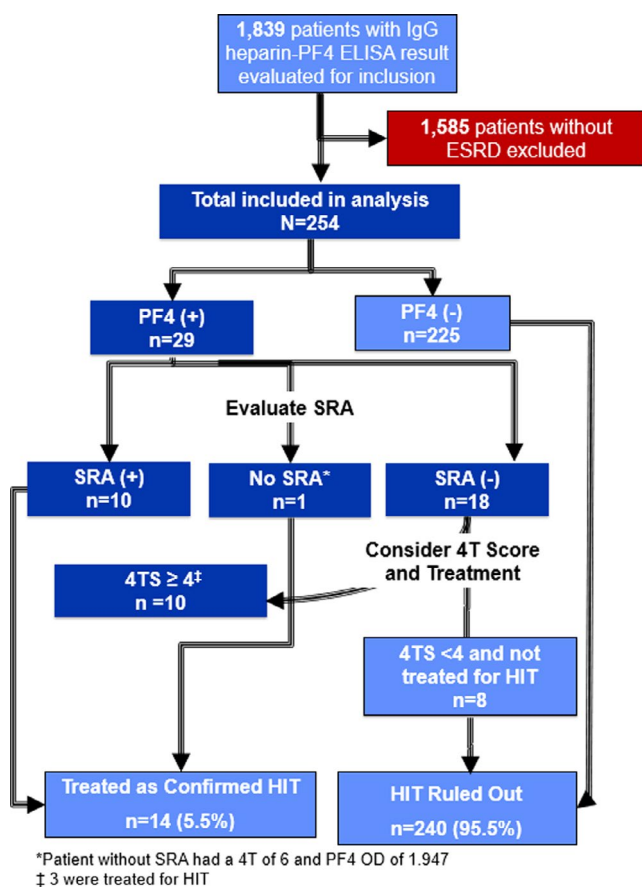 1,839 patients with IgG
heparin-PF4 ELISA result
evaluated for inclusion
1,585 patients without
ESRD excluded
Total included in analysis
N=254
PF4 (+)
n=29
PF4 (-)
n=225
Evaluate SRA
SRA (+)
n=10
No SRA*
n=1
SRA (-)
n=18
Consider 4T Score
and Treatment
4TS ≥ 4‡
n =10
4TS <4 and not
treated for HIT
n=8
Treated as Confirmed HIT
n=14 (5.5%)
HIT Ruled Out
n=240 (95.5%)
*Patient without SRA had a 4T of 6 and PF4 OD of 1.947
‡ 3 were treated for HIT